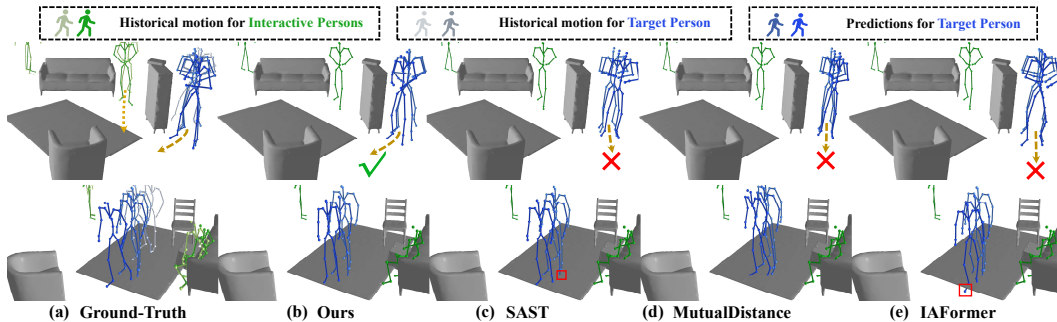 Historical motion for Interactive Persons
Historical motion for Target Person
Predictions for Target Person
(a) Ground-Truth
(b) Ours
(c) SAST
(d) MutualDistance
(e) IAFormer